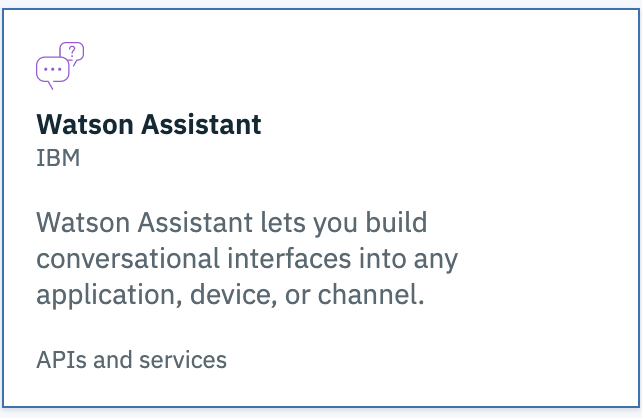 ?
Watson Assistant
IBM
Watson Assistant lets you build
conversational interfaces into any
application, device, or channel.
APIs and services